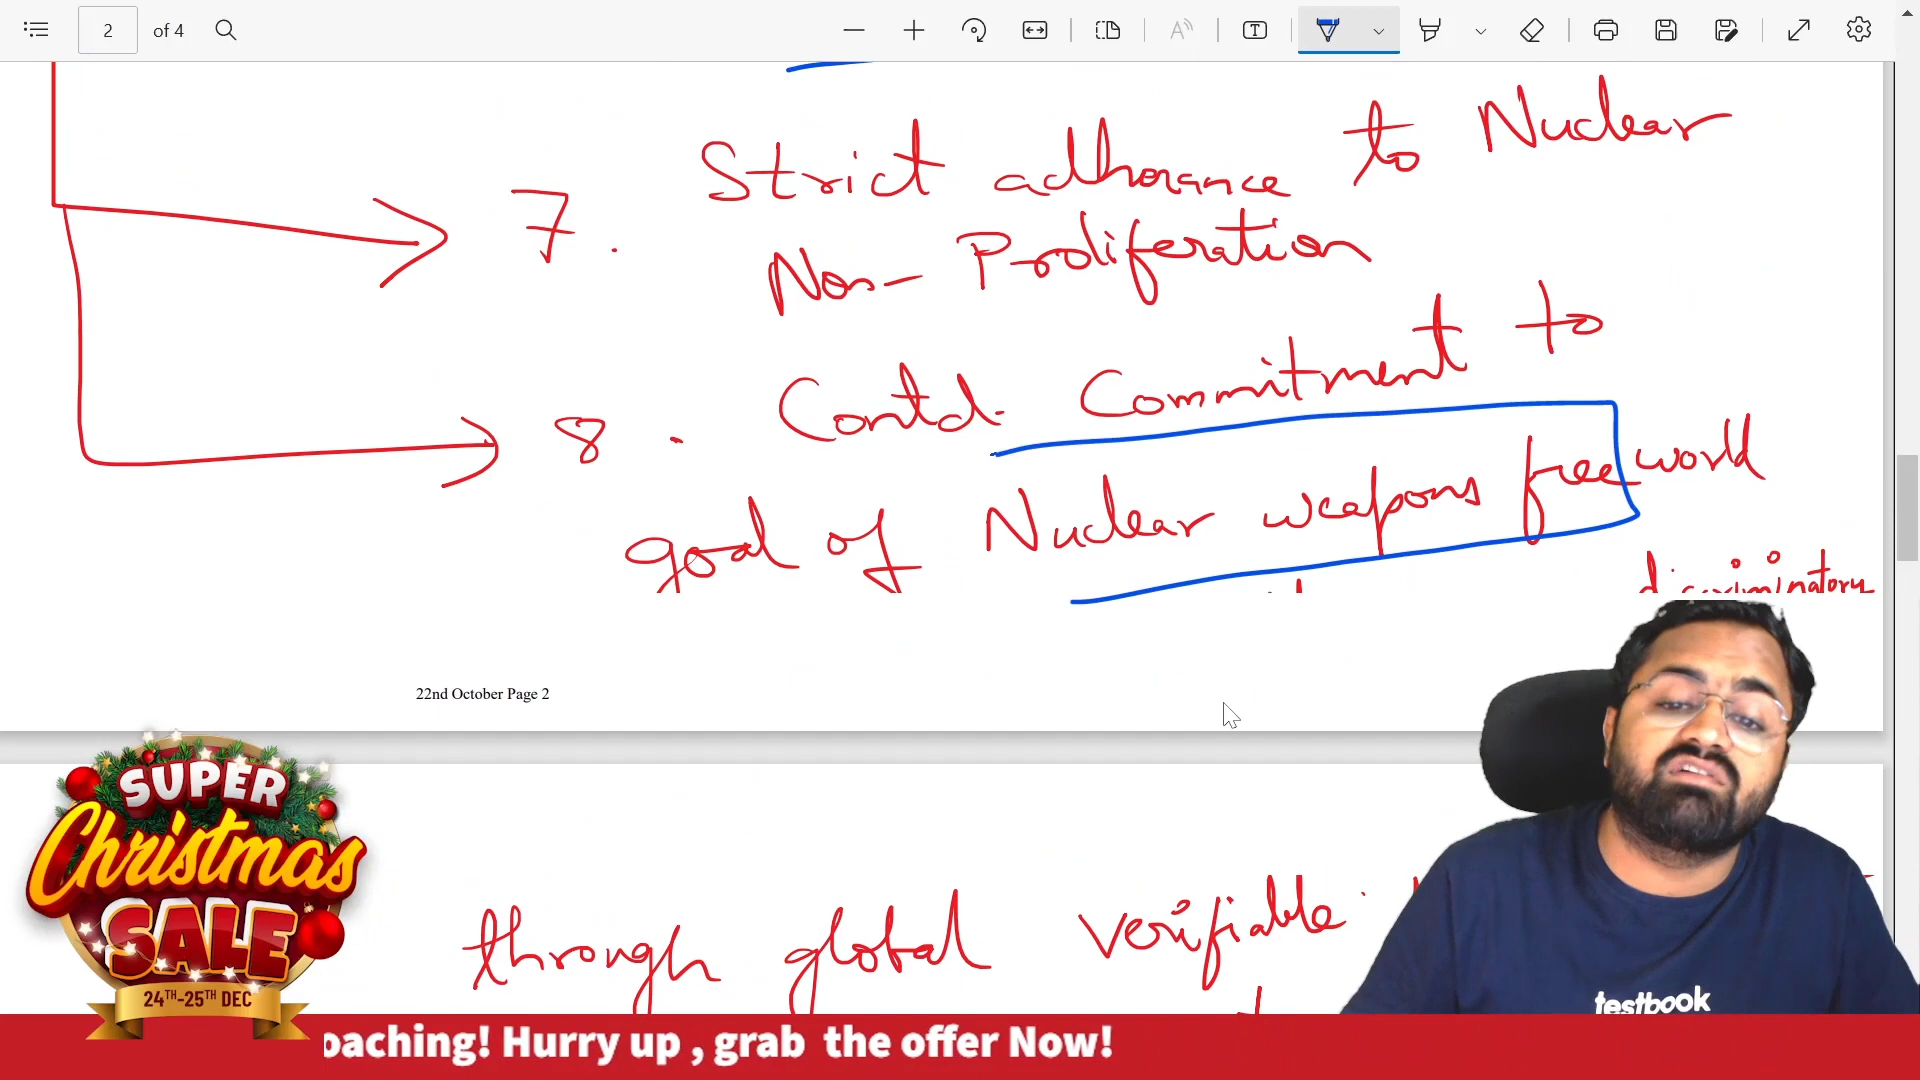 2 of 4
7. Strict adherance to Nuclear
Non-Proliferation
8. Contd. Commitment to
goal of Nuclear weapons free world
discriminatory
22nd October Page 2
through global verifiable
SUPER
Christmas
SALE
24TH-25TH DEC
testbook
oaching! Hurry up , grab the offer Now!